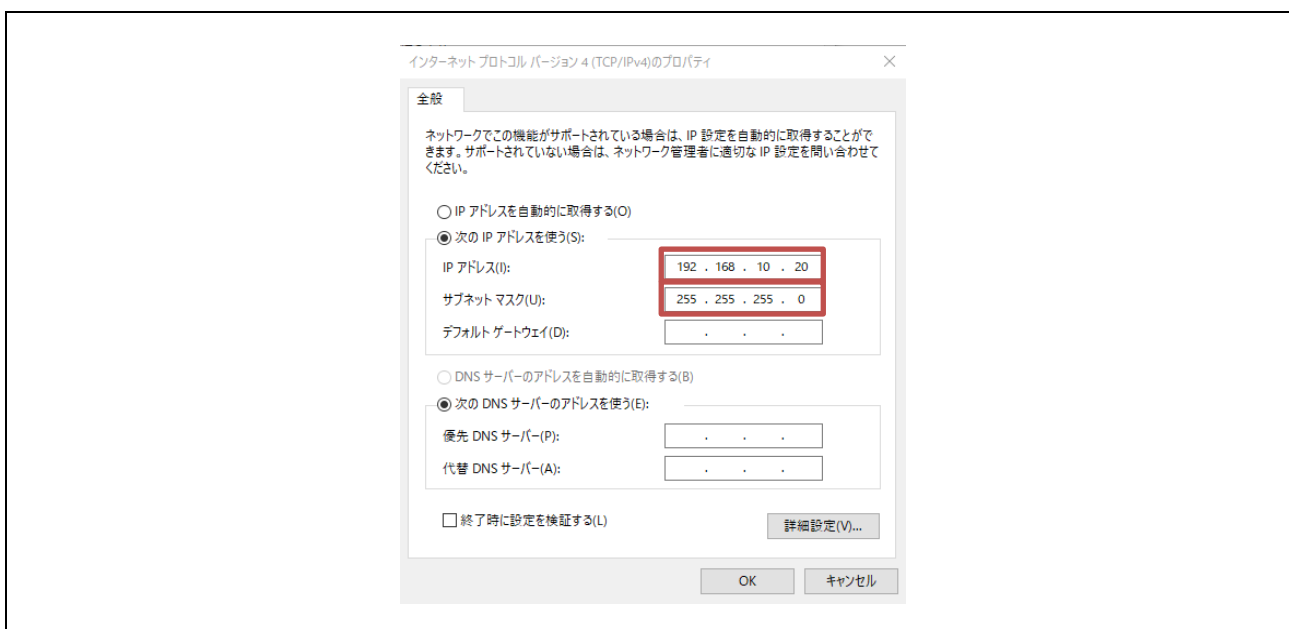 インターネット プロトコル バージョン 4 (TCP/IPv4)のプロパティ
全般
ネットワークでこの機能がサポートされている場合は、IP 設定を自動的に取得することがで
きます。サポートされていない場合は、ネットワーク管理者に適切な IP 設定を問い合わせて
ください。
IP アドレスを自動的に取得する(O)
次の IP アドレスを使う(S):
IP アドレス(I): 192 . 168 . 10 . 20
サブネット マスク(U): 255 . 255 . 255 . 0
デフォルト ゲートウェイ(D): . . .
DNS サーバーのアドレスを自動的に取得する(B)
次の DNS サーバーのアドレスを使う(E):
優先 DNS サーバー(P): . . .
代替 DNS サーバー(A): . . .
終了時に設定を検証する(L)
詳細設定(V)...
OK キャンセル